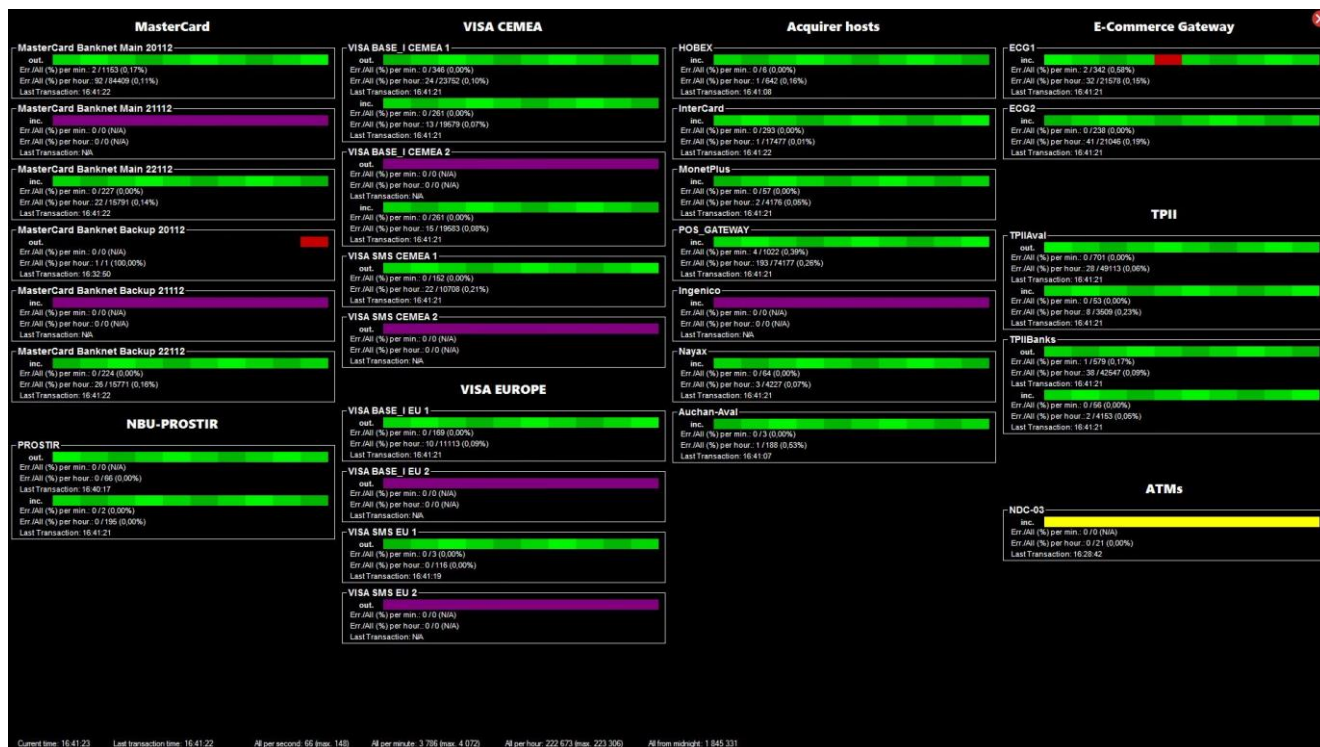 MasterCard
MasterCard Banknet Main 20112
out.
Err./All (%) per min.: 2 / 1153 (0,17%)
Err./All (%) per hour.: 92 / 84409 (0,11%)
Last Transaction: 16:41:22
MasterCard Banknet Main 21112
inc.
Err./All (%) per min.: 0 / 0 (N/A)
Err./All (%) per hour.: 0 / 0 (N/A)
Last Transaction: N/A
MasterCard Banknet Main 22112
inc.
Err./All (%) per min.: 0 / 227 (0,00%)
Err./All (%) per hour.: 22 / 15791 (0,14%)
Last Transaction: 16:41:22
MasterCard Banknet Backup 20112
out.
Err./All (%) per min.: 0 / 0 (N/A)
Err./All (%) per hour.: 1 / 1 (100,00%)
Last Transaction: 16:32:50
MasterCard Banknet Backup 21112
inc.
Err./All (%) per min.: 0 / 0 (N/A)
Err./All (%) per hour.: 0 / 0 (N/A)
Last Transaction: N/A
MasterCard Banknet Backup 22112
inc.
Err./All (%) per min.: 0 / 224 (0,00%)
Err./All (%) per hour.: 26 / 15771 (0,16%)
Last Transaction: 16:41:22
NBU-PROSTIR
PROSTIR
out.
Err./All (%) per min.: 0 / 0 (N/A)
Err./All (%) per hour.: 0 / 66 (0,00%)
Last Transaction: 16:40:17
inc.
Err./All (%) per min.: 0 / 2 (0,00%)
Err./All (%) per hour.: 0 / 195 (0,00%)
Last Transaction: 16:41:21
VISA CEMEA
VISA BASE_I CEMEA 1
out.
Err./All (%) per min.: 0 / 346 (0,00%)
Err./All (%) per hour.: 24 / 23752 (0,10%)
Last Transaction: 16:41:21
inc.
Err./All (%) per min.: 0 / 261 (0,00%)
Err./All (%) per hour.: 13 / 19579 (0,07%)
Last Transaction: 16:41:21
VISA BASE_I CEMEA 2
out.
Err./All (%) per min.: 0 / 0 (N/A)
Err./All (%) per hour.: 0 / 0 (N/A)
Last Transaction: N/A
inc.
Err./All (%) per min.: 0 / 261 (0,00%)
Err./All (%) per hour.: 15 / 19583 (0,08%)
Last Transaction: 16:41:21
VISA SMS CEMEA 1
out.
Err./All (%) per min.: 0 / 152 (0,00%)
Err./All (%) per hour.: 22 / 10708 (0,21%)
Last Transaction: 16:41:21
VISA SMS CEMEA 2
out.
Err./All (%) per min.: 0 / 0 (N/A)
Err./All (%) per hour.: 0 / 0 (N/A)
Last Transaction: N/A
VISA EUROPE
VISA BASE_I EU 1
out.
Err./All (%) per min.: 0 / 169 (0,00%)
Err./All (%) per hour.: 10 / 11113 (0,09%)
Last Transaction: 16:41:21
VISA BASE_I EU 2
out.
Err./All (%) per min.: 0 / 0 (N/A)
Err./All (%) per hour.: 0 / 0 (N/A)
Last Transaction: N/A
VISA SMS EU 1
out.
Err./All (%) per min.: 0 / 3 (0,00%)
Err./All (%) per hour.: 0 / 116 (0,00%)
Last Transaction: 16:41:19
VISA SMS EU 2
out.
Err./All (%) per min.: 0 / 0 (N/A)
Err./All (%) per hour.: 0 / 0 (N/A)
Last Transaction: N/A
Acquirer hosts
HOBEX
inc.
Err./All (%) per min.: 0 / 6 (0,00%)
Err./All (%) per hour.: 1 / 642 (0,16%)
Last Transaction: 16:41:08
InterCard
inc.
Err./All (%) per min.: 0 / 293 (0,00%)
Err./All (%) per hour.: 1 / 17477 (0,01%)
Last Transaction: 16:41:22
MonetPlus
inc.
Err./All (%) per min.: 0 / 57 (0,00%)
Err./All (%) per hour.: 2 / 4176 (0,05%)
Last Transaction: 16:41:21
POS_GATEWAY
inc.
Err./All (%) per min.: 4 / 1022 (0,39%)
Err./All (%) per hour.: 193 / 74177 (0,26%)
Last Transaction: 16:41:21
Ingenico
inc.
Err./All (%) per min.: 0 / 0 (N/A)
Err./All (%) per hour.: 0 / 0 (N/A)
Last Transaction: N/A
Nayax
inc.
Err./All (%) per min.: 0 / 64 (0,00%)
Err./All (%) per hour.: 3 / 4227 (0,07%)
Last Transaction: 16:41:21
Auchan-Aval
inc.
Err./All (%) per min.: 0 / 3 (0,00%)
Err./All (%) per hour.: 1 / 188 (0,53%)
Last Transaction: 16:41:07
E-Commerce Gateway
ECG1
inc.
Err./All (%) per min.: 2 / 342 (0,58%)
Err./All (%) per hour.: 32 / 21578 (0,15%)
Last Transaction: 16:41:21
ECG2
inc.
Err./All (%) per min.: 0 / 238 (0,00%)
Err./All (%) per hour.: 41 / 21046 (0,19%)
Last Transaction: 16:41:21
TPII
TPIIAval
out.
Err./All (%) per min.: 0 / 701 (0,00%)
Err./All (%) per hour.: 28 / 49113 (0,06%)
Last Transaction: 16:41:21
inc.
Err./All (%) per min.: 0 / 53 (0,00%)
Err./All (%) per hour.: 8 / 3509 (0,23%)
Last Transaction: 16:41:21
TPIIBanks
out.
Err./All (%) per min.: 1 / 579 (0,17%)
Err./All (%) per hour.: 38 / 42547 (0,09%)
Last Transaction: 16:41:21
inc.
Err./All (%) per min.: 0 / 56 (0,00%)
Err./All (%) per hour.: 2 / 4153 (0,05%)
Last Transaction: 16:41:21
ATMs
NDC-03
inc.
Err./All (%) per min.: 0 / 0 (N/A)
Err./All (%) per hour.: 0 / 21 (0,00%)
Last Transaction: 16:28:42
Current time: 16:41:23 Last transaction time: 16:41:22 All per second: 66 (max. 148) All per minute: 3 786 (max. 4 072) All per hour: 222 673 (max. 223 306) All from midnight: 1 845 331